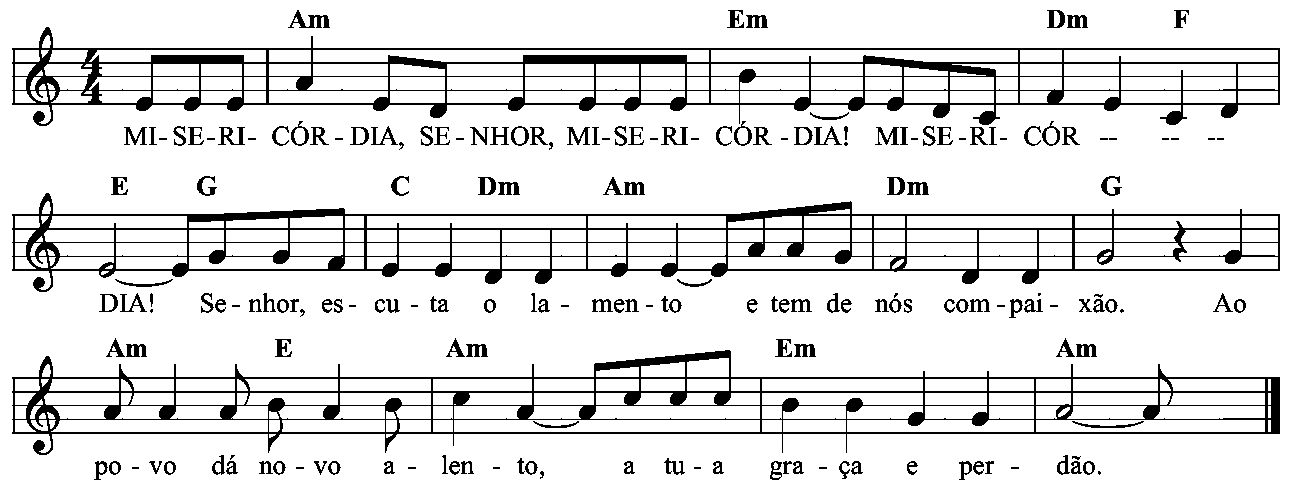 Am Em Dm F
4 4
MI-SE-RI- CÓR-DIA, SE-NHOR, MI-SE-RI- CÓR-DIA! MI-SE-RI- CÓR -- -- --
E G C Dm Am Dm G
DIA! Se-nhor, es-cu-ta o la-men-to e tem de nós com-pai-xão. Ao
Am E Am Em Am
po-vo dá no-vo a-len-to, a tu-a gra-ça e per-dão.